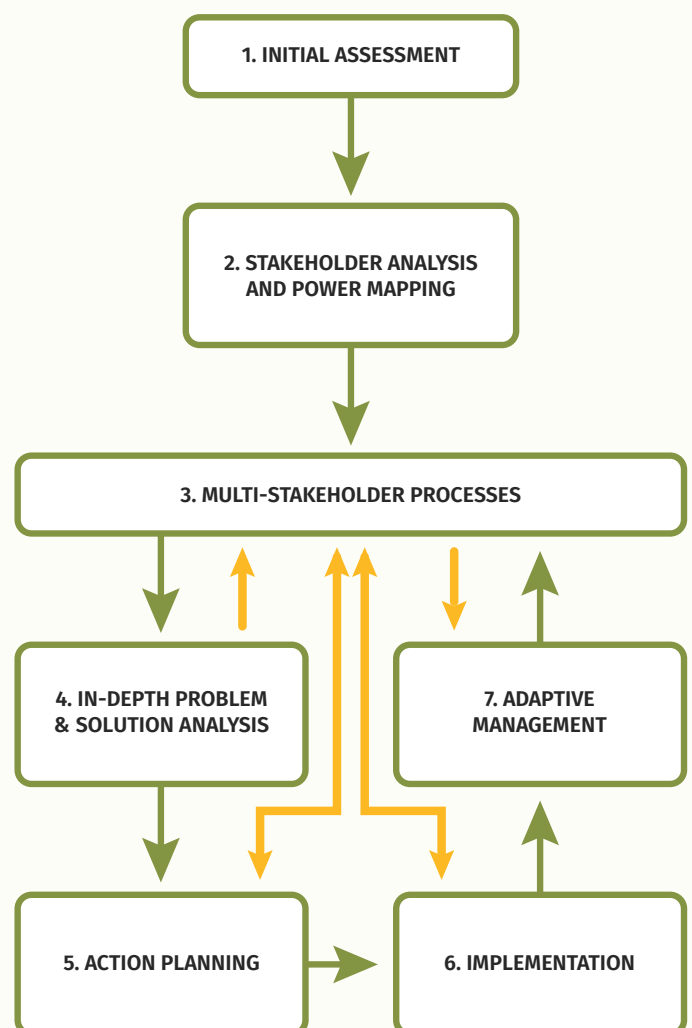 1. INITIAL ASSESSMENT
2. STAKEHOLDER ANALYSIS
AND POWER MAPPING
3. MULTI-STAKEHOLDER PROCESSES
4. IN-DEPTH PROBLEM
& SOLUTION ANALYSIS
7. ADAPTIVE
MANAGEMENT
5. ACTION PLANNING
6. IMPLEMENTATION